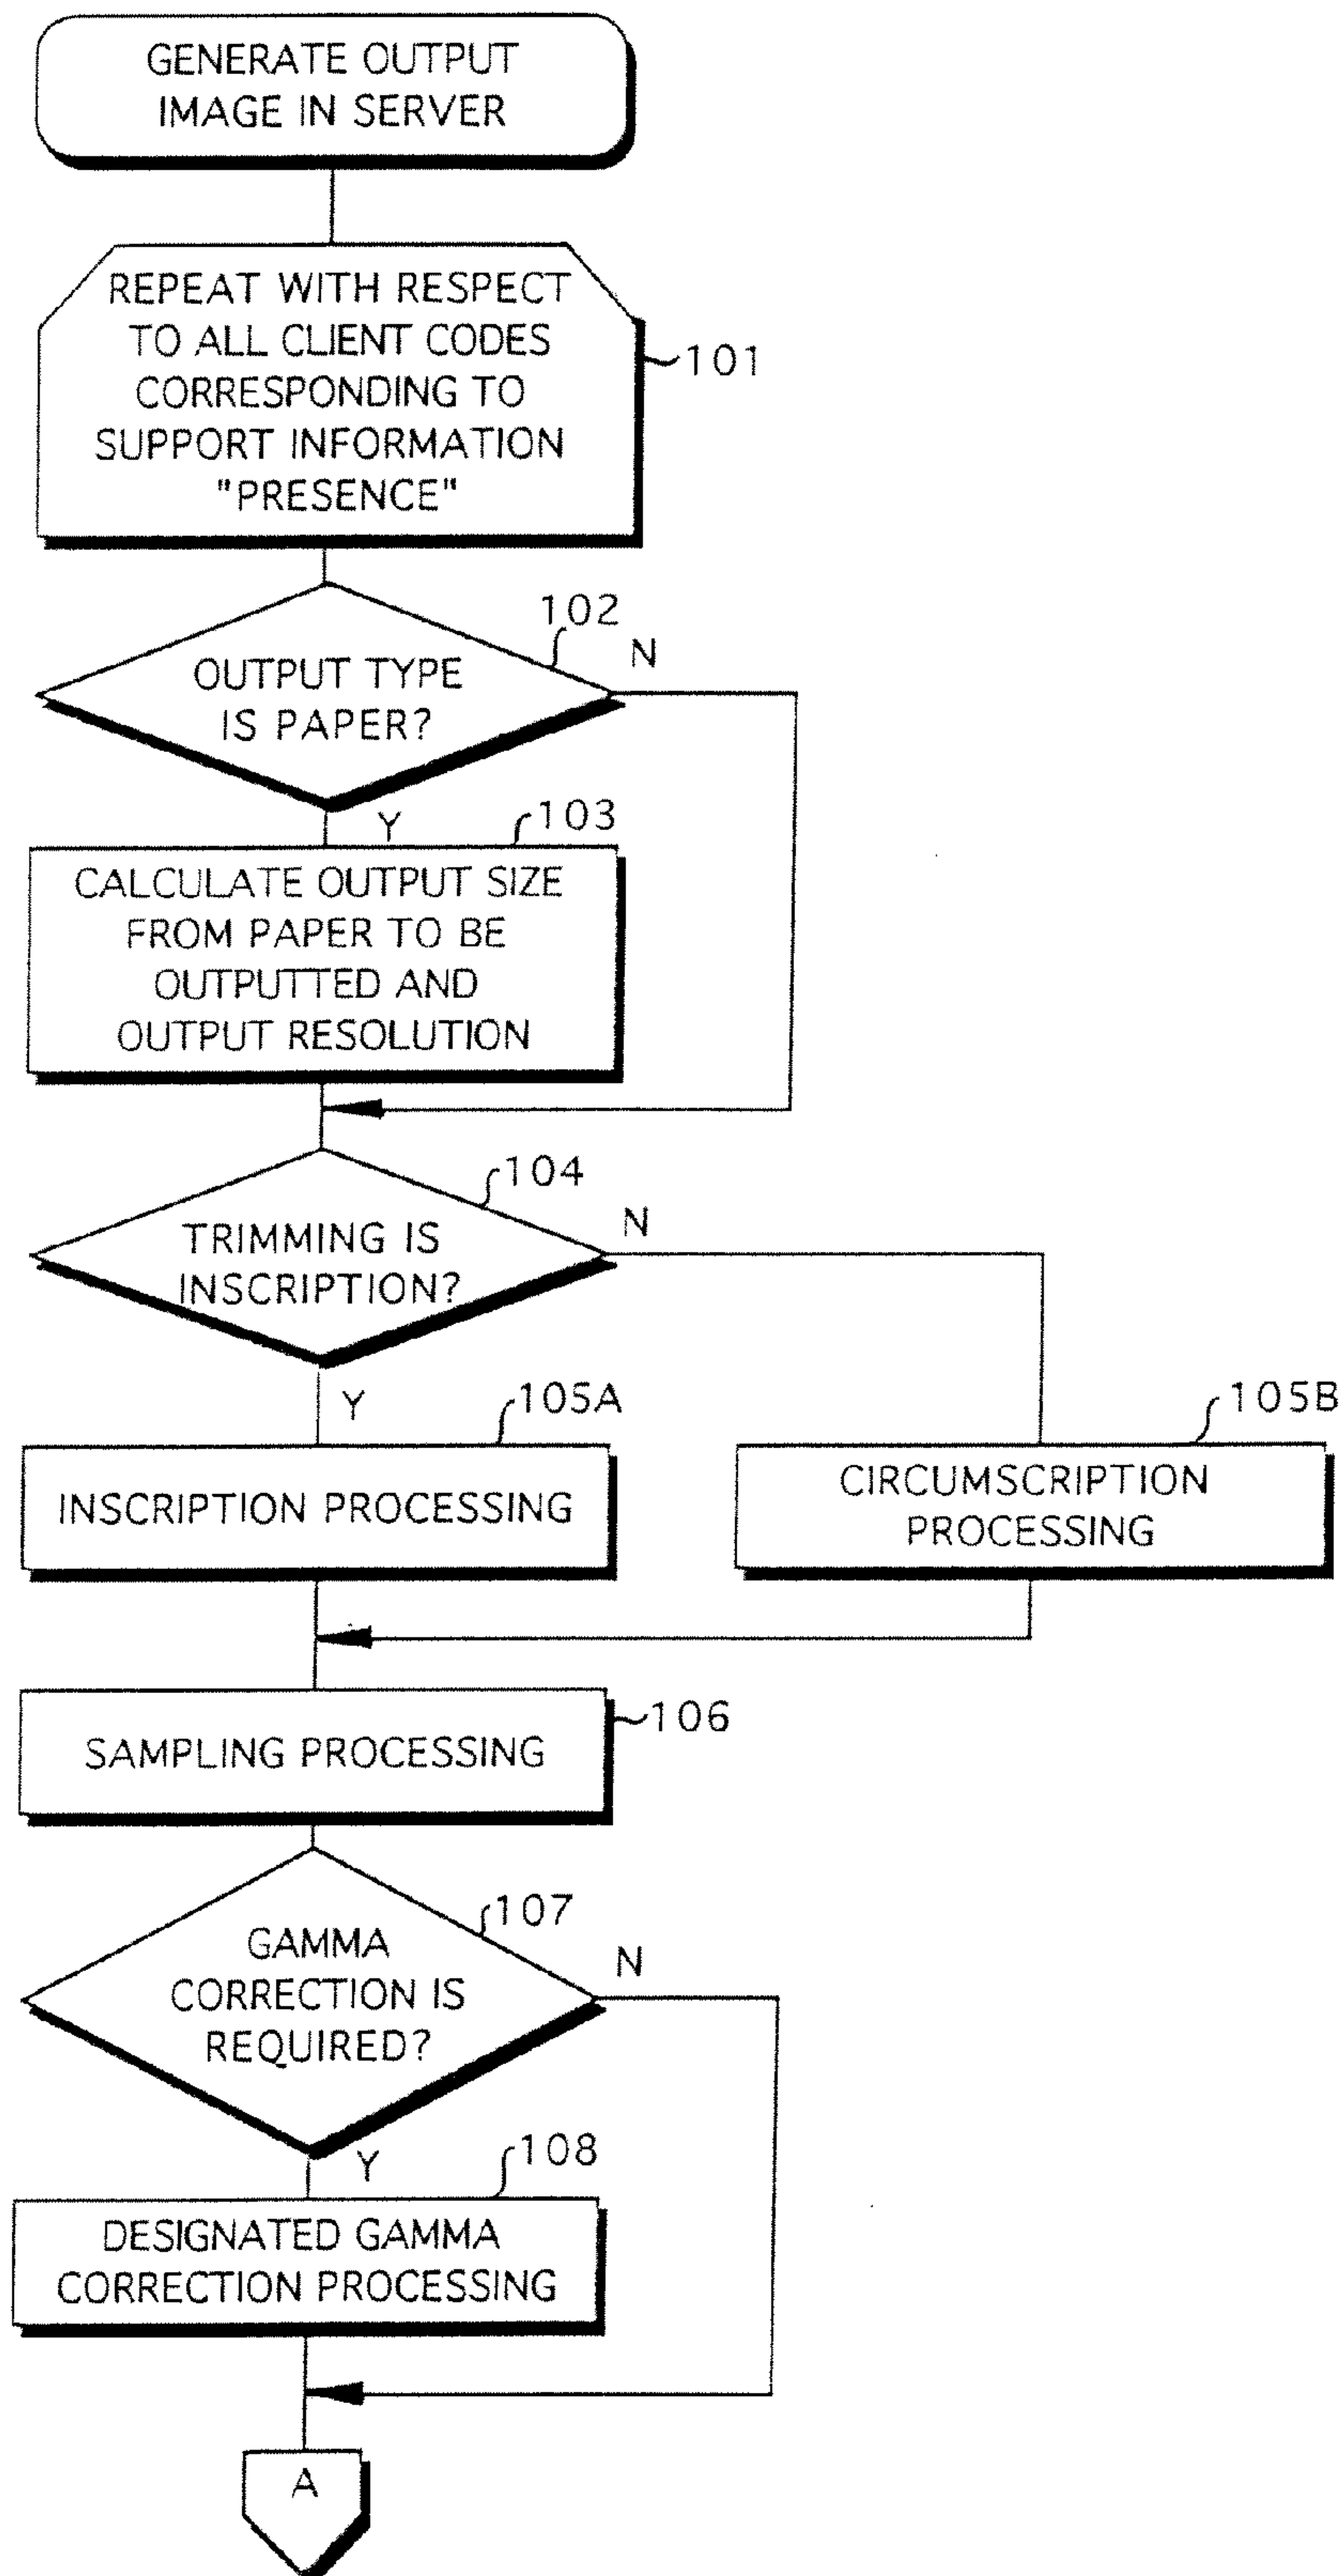 GENERATE OUTPUT
IMAGE IN SERVER
REPEAT WITH RESPECT
TO ALL CLIENT CODES
CORRESPONDING TO
SUPPORT INFORMATION
"PRESENCE"
101
102
N
OUTPUT TYPE
IS PAPER?
Y
103
CALCULATE OUTPUT SIZE
FROM PAPER TO BE
OUTPUTTED AND
OUTPUT RESOLUTION
104
N
TRIMMING IS
INSCRIPTION?
Y
105A
105B
INSCRIPTION PROCESSING
CIRCUMSCRIPTION
PROCESSING
106
SAMPLING PROCESSING
107
N
GAMMA
CORRECTION IS
REQUIRED?
Y
108
DESIGNATED GAMMA
CORRECTION PROCESSING
A